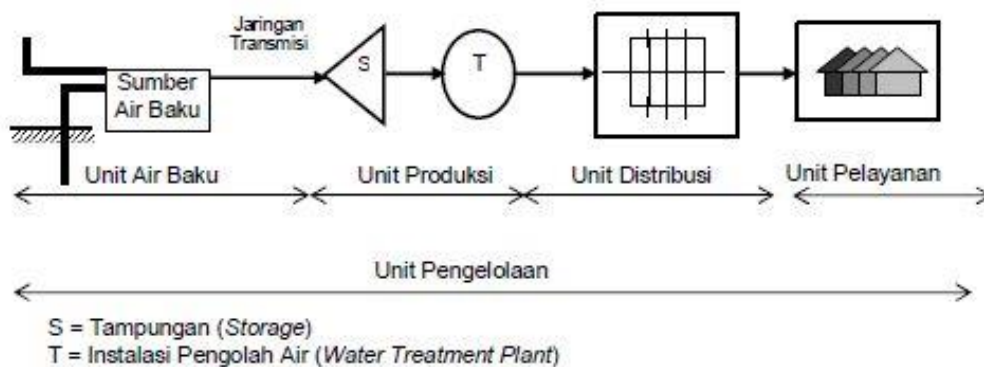 Jaringan
Transmisi
Sumber
Air Baku
S
T
Unit Air Baku
Unit Produksi
Unit Distribusi
Unit Pelayanan
Unit Pengelolaan
S = Tampungan (Storage)
T = Instalasi Pengolah Air (Water Treatment Plant)